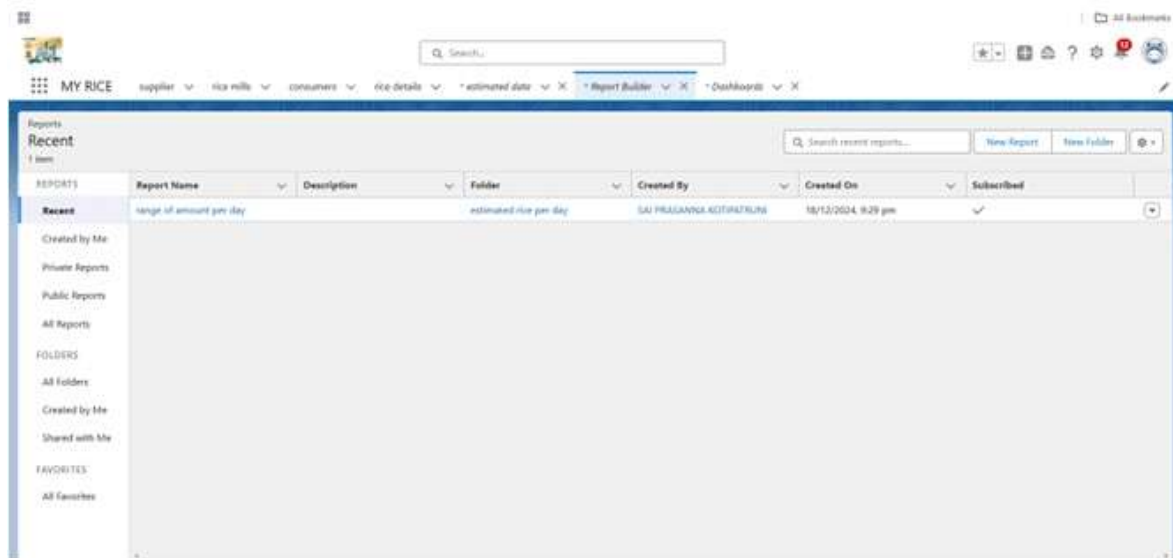 All Bookmarks
Search...
12
MY RICE supplier rice mills consumers rice details * estimated date * Report Builder * Dashboards
Reports
Recent
1 item
Search recent reports...
New Report
New Folder
REPORTS
Report Name Description Folder Created By Created On Subscribed
Recent
range of amount per day estimated rice per day SAI PRASANNA KOTIPATRUNI 18/12/2024, 9:29 pm
Created by Me
Private Reports
Public Reports
All Reports
FOLDERS
All Folders
Created by Me
Shared with Me
FAVORITES
All Favorites